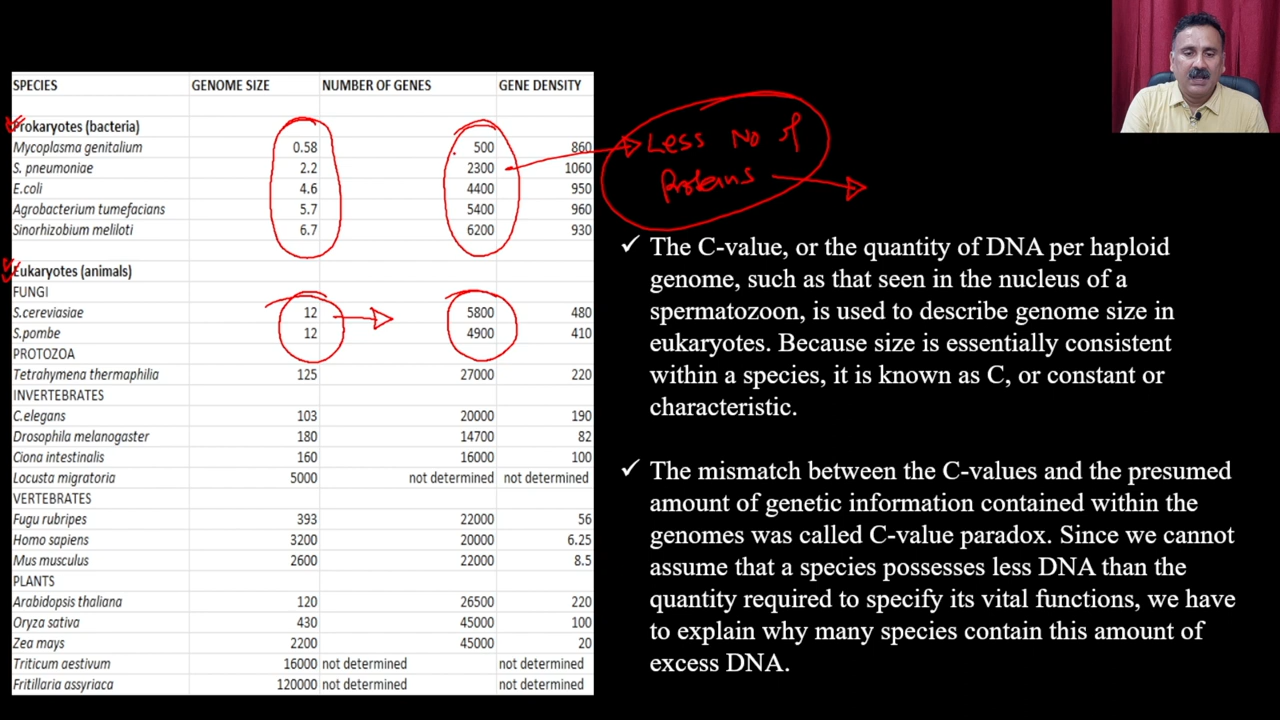 SPECIES GENOME SIZE NUMBER OF GENES GENE DENSITY
Prokaryotes (bacteria)
Mycoplasma genitalium 0.58 500 860
S. pneumoniae 2.2 2300 1060
E.coli 4.6 4400 950
Agrobacterium tumefacians 5.7 5400 960
Sinorhizobium meliloti 6.7 6200 930
Eukaryotes (animals)
FUNGI
S.cereviasiae 12 5800 480
S.pombe 12 4900 410
PROTOZOA
Tetrahymena thermaphilia 125 27000 220
INVERTEBRATES
C.elegans 103 20000 190
Drosophila melanogaster 180 14700 82
Ciona intestinalis 160 16000 100
Locusta migratoria 5000 not determined not determined
VERTEBRATES
Fugu rubripes 393 22000 56
Homo sapiens 3200 20000 6.25
Mus musculus 2600 22000 8.5
PLANTS
Arabidopsis thaliana 120 26500 220
Oryza sativa 430 45000 100
Zea mays 2200 45000 20
Triticum aestivum 16000 not determined not determined
Fritillaria assyriaca 120000 not determined not determined
Less No of
Proteins
✓ The C-value, or the quantity of DNA per haploid
genome, such as that seen in the nucleus of a
spermatozoon, is used to describe genome size in
eukaryotes. Because size is essentially consistent
within a species, it is known as C, or constant or
characteristic.
✓ The mismatch between the C-values and the presumed
amount of genetic information contained within the
genomes was called C-value paradox. Since we cannot
assume that a species possesses less DNA than the
quantity required to specify its vital functions, we have
to explain why many species contain this amount of
excess DNA.